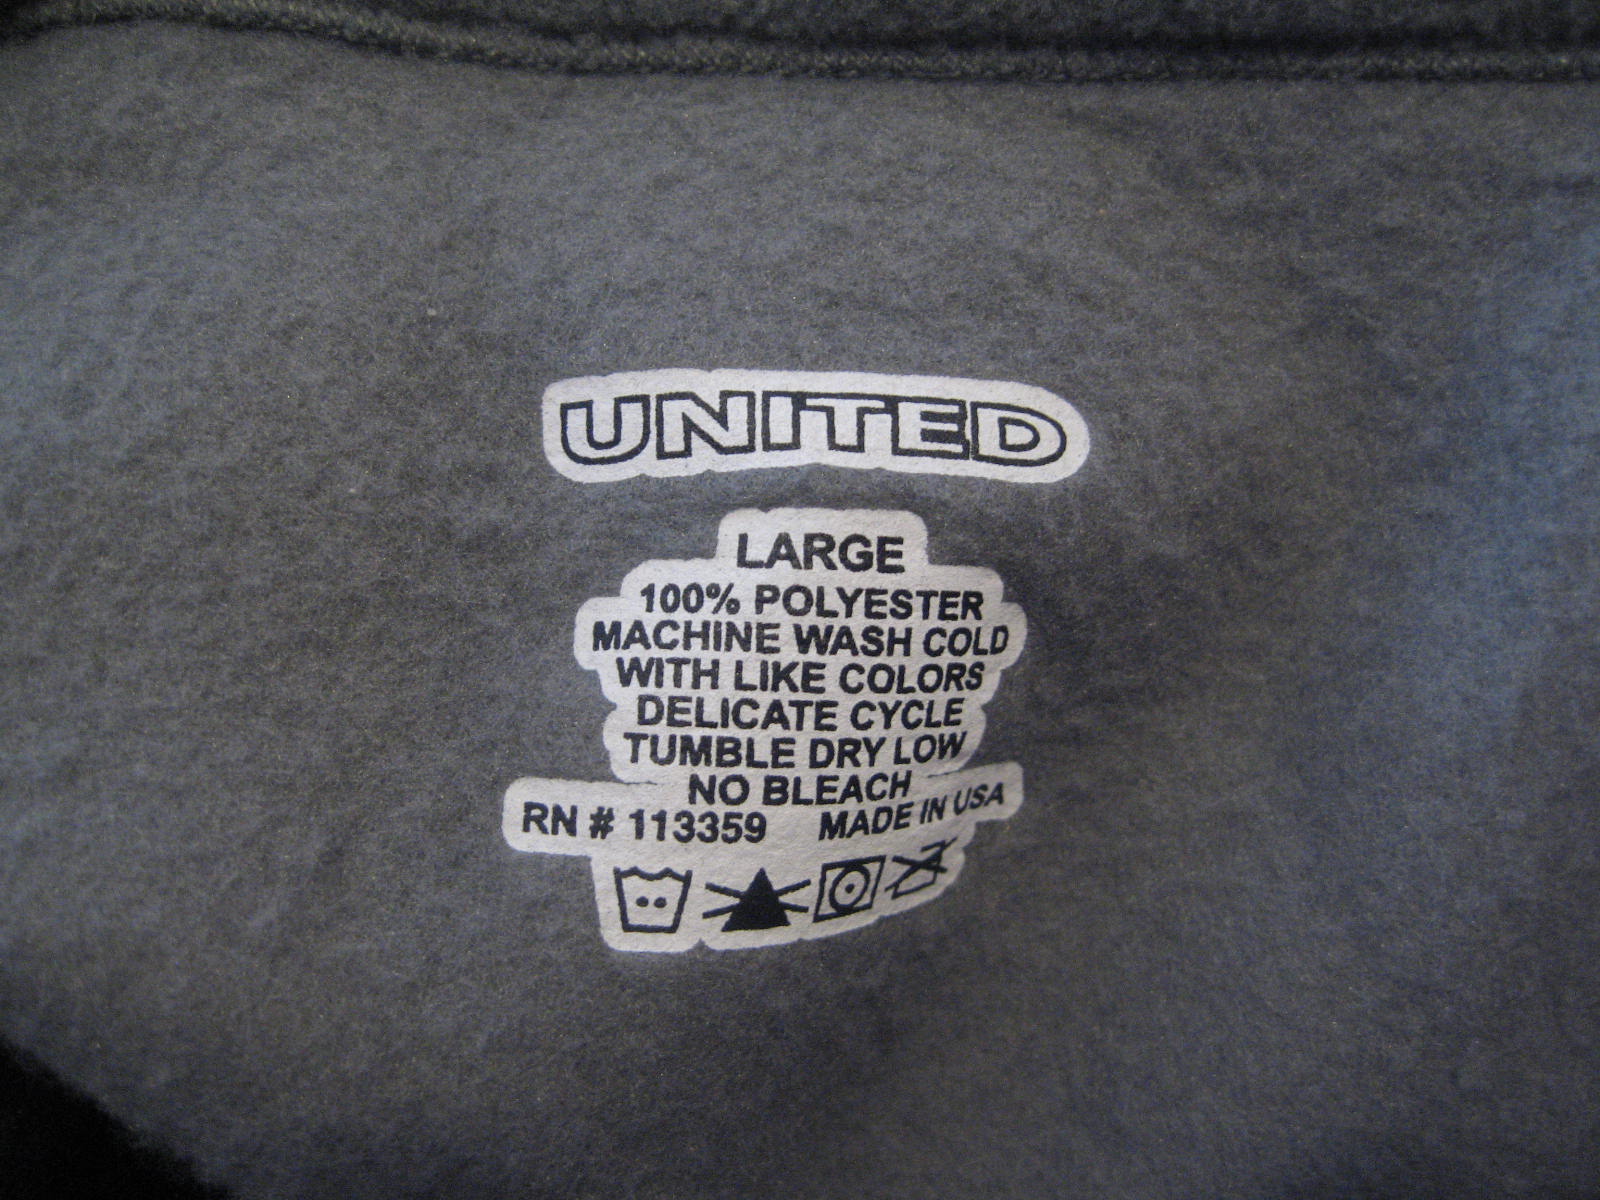 UNITED
LARGE
100% POLYESTER
MACHINE WASH COLD
WITH LIKE COLORS
DELICATE CYCLE
TUMBLE DRY LOW
NO BLEACH
RN # 113359 MADE IN USA